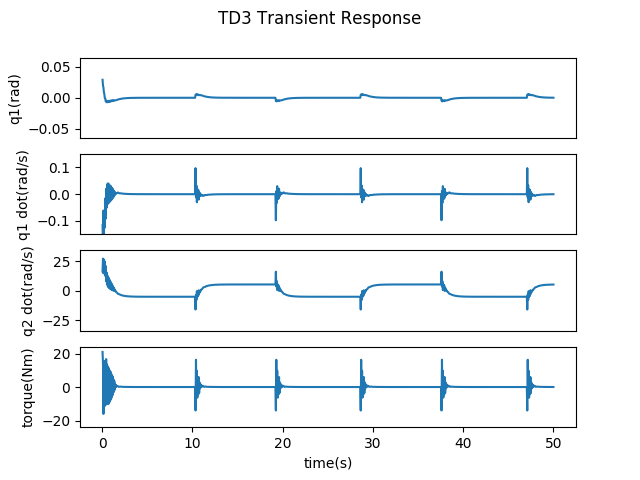 TD3 Transient Response
q1(rad)
0.05
0.00
−0.05
q1 dot(rad/s)
0.1
0.0
−0.1
q2 dot(rad/s)
25
0
−25
torque(Nm)
20
0
−20
0 10 20 30 40 50
time(s)